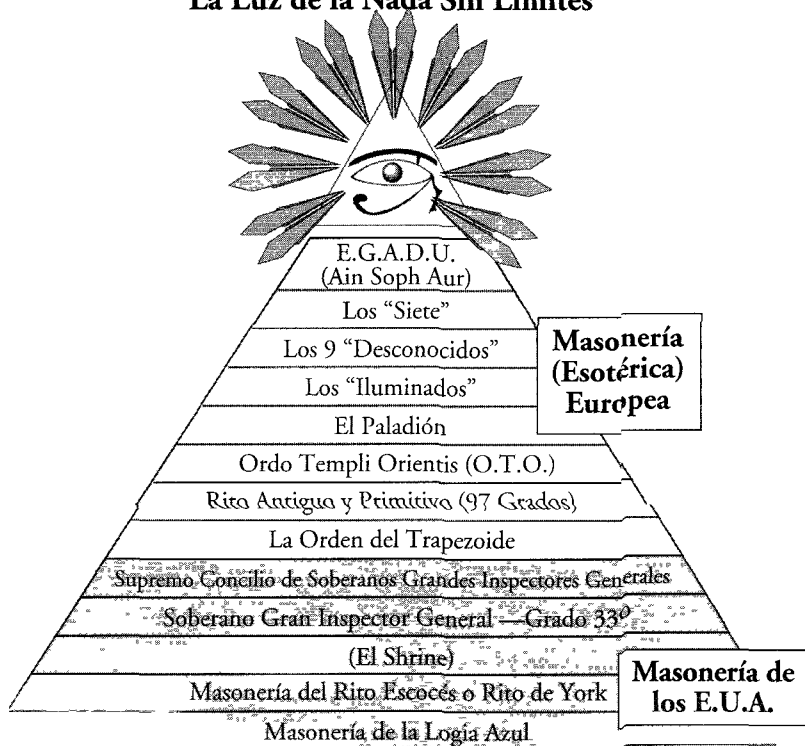 La Luz de la Nada Sin Límites
E.G.A.D.U.
(Ain Soph Aur)
Los “Siete”
Los 9 “Desconocidos”
Los “Iluminados”
El Paladión
Ordo Templi Orientis (O.T.O.)
Rito Antiguo y Primitivo (97 Grados)
La Orden del Trapezoide
Supremo Concilio de Soberanos Grandes Inspectores Generales
Soberano Gran Inspector General —Grado 33º
(El Shrine)
Masonería del Rito Escocés o Rito de York
Masonería de la Logia Azul
Masonería
(Esotérica)
Europea
Masonería de
los E.U.A.